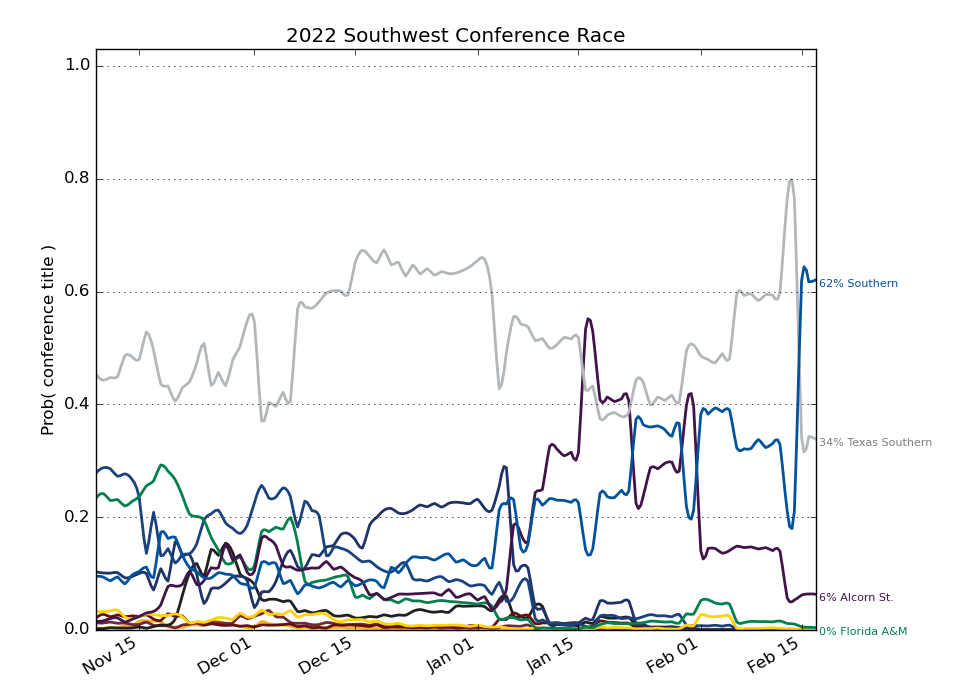 2022 Southwest Conference Race
Prob( conference title )
1.0
0.8
0.6
0.4
0.2
0.0
62% Southern
34% Texas Southern
6% Alcorn St.
0% Florida A&M
Nov 15
Dec 01
Dec 15
Jan 01
Jan 15
Feb 01
Feb 15